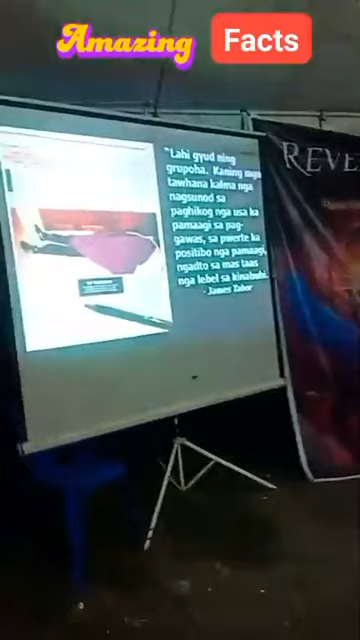 Amazing Facts
"Lahi gyud ning
grupoha. Kaning mga
tawhana kalma nga
nagsunod sa
paghikog nga usa ka
pamaagi sa pag-
gawas, sa pwerte ka
positibo nga pamaagi,
ngadto sa mas taas
nga lebel sa kinabuhi.
- James Tabor
REVE